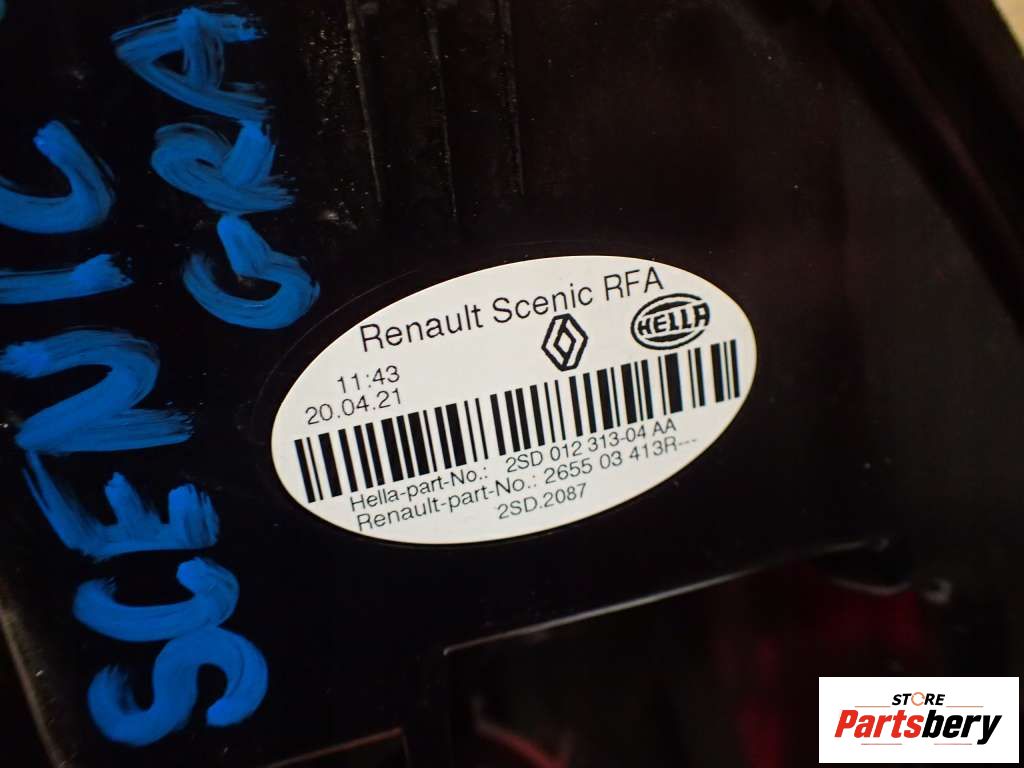 SCENIC
GRA
Renault Scenic RFA
HELLA
11:43
20.04.21
Hella-part-No.: 2SD 012 313-04 AA
Renault-part-No.: 2655 03 413R---
2SD.2087
STORE
Partsbery